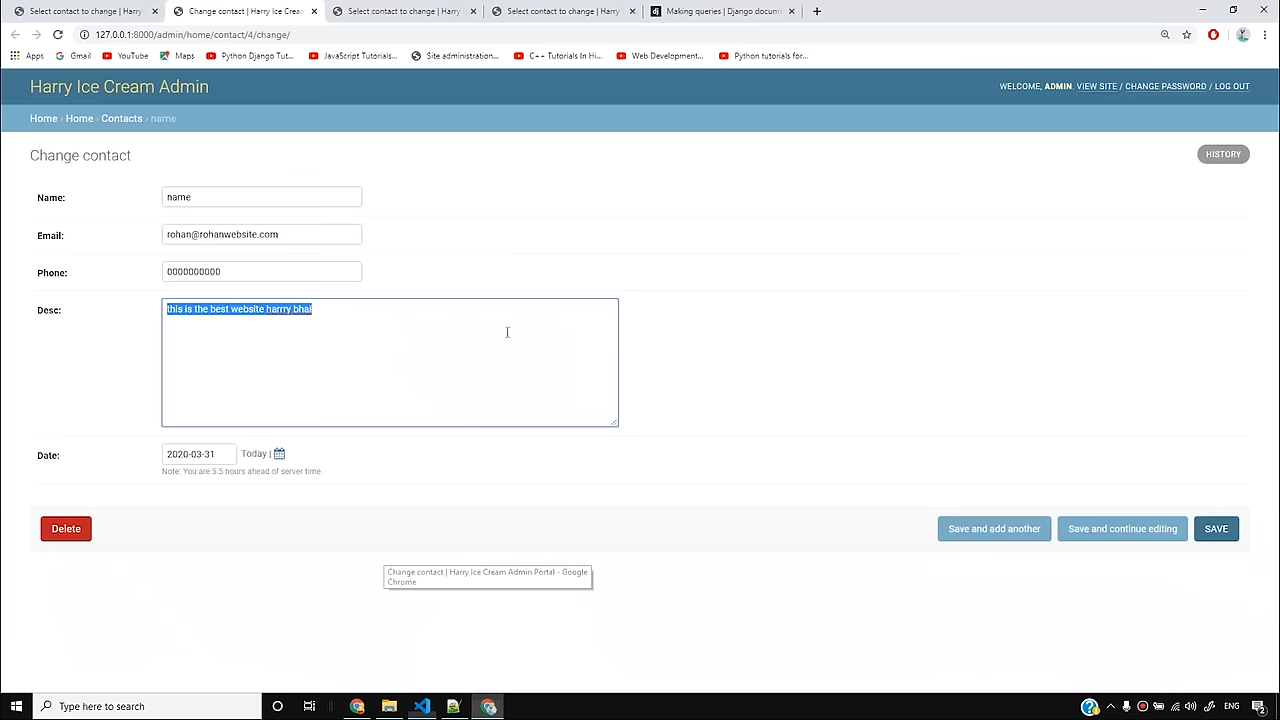 Select contact to change | Harry
Change contact | Harry Ice Crean
Select contact to change | Harry
Select contact to change | Harry
Making queries | Django docum
127.0.0.1:8000/admin/home/contact/4/change/
Apps
Gmail
YouTube
Maps
Python Django Tut...
JavaScript Tutorials...
Site administration...
C++ Tutorials In Hi...
Web Development...
Python tutorials for...
Harry Ice Cream Admin
WELCOME, ADMIN. VIEW SITE / CHANGE PASSWORD / LOG OUT
Home › Home › Contacts › name
Change contact
HISTORY
Name:
name
Email:
rohan@rohanwebsite.com
Phone:
0000000000
Desc:
this is the best website harrry bhai
Date:
2020-03-31
Today |
Note: You are 5.5 hours ahead of server time.
Delete
Save and add another
Save and continue editing
SAVE
Change contact | Harry Ice Cream Admin Portal - Google
Chrome
Type here to search
ENG